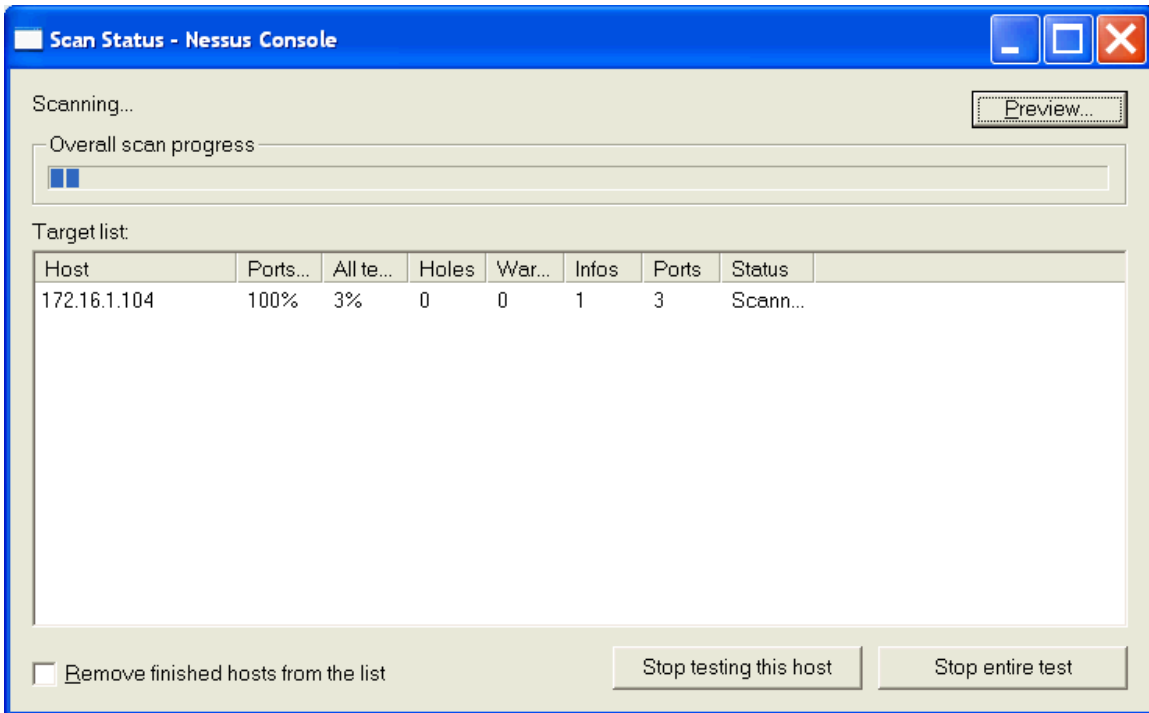 Scan Status - Nessus Console
Scanning...
Preview...
Overall scan progress
Target list:
Host Ports... All te... Holes War... Infos Ports Status
172.16.1.104 100% 3% 0 0 1 3 Scann...
Remove finished hosts from the list Stop testing this host Stop entire test